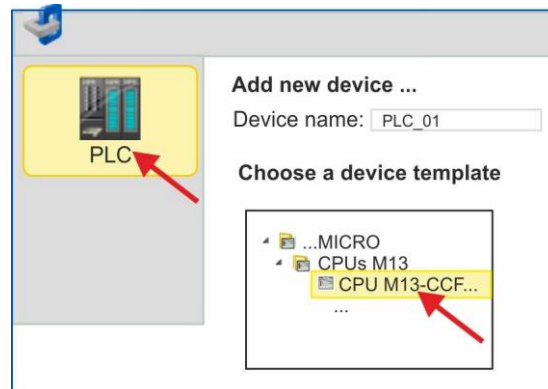 PLC
Add new device ...
Device name: PLC_01
Choose a device template
...MICRO
CPUs M13
CPU M13-CCF...
...